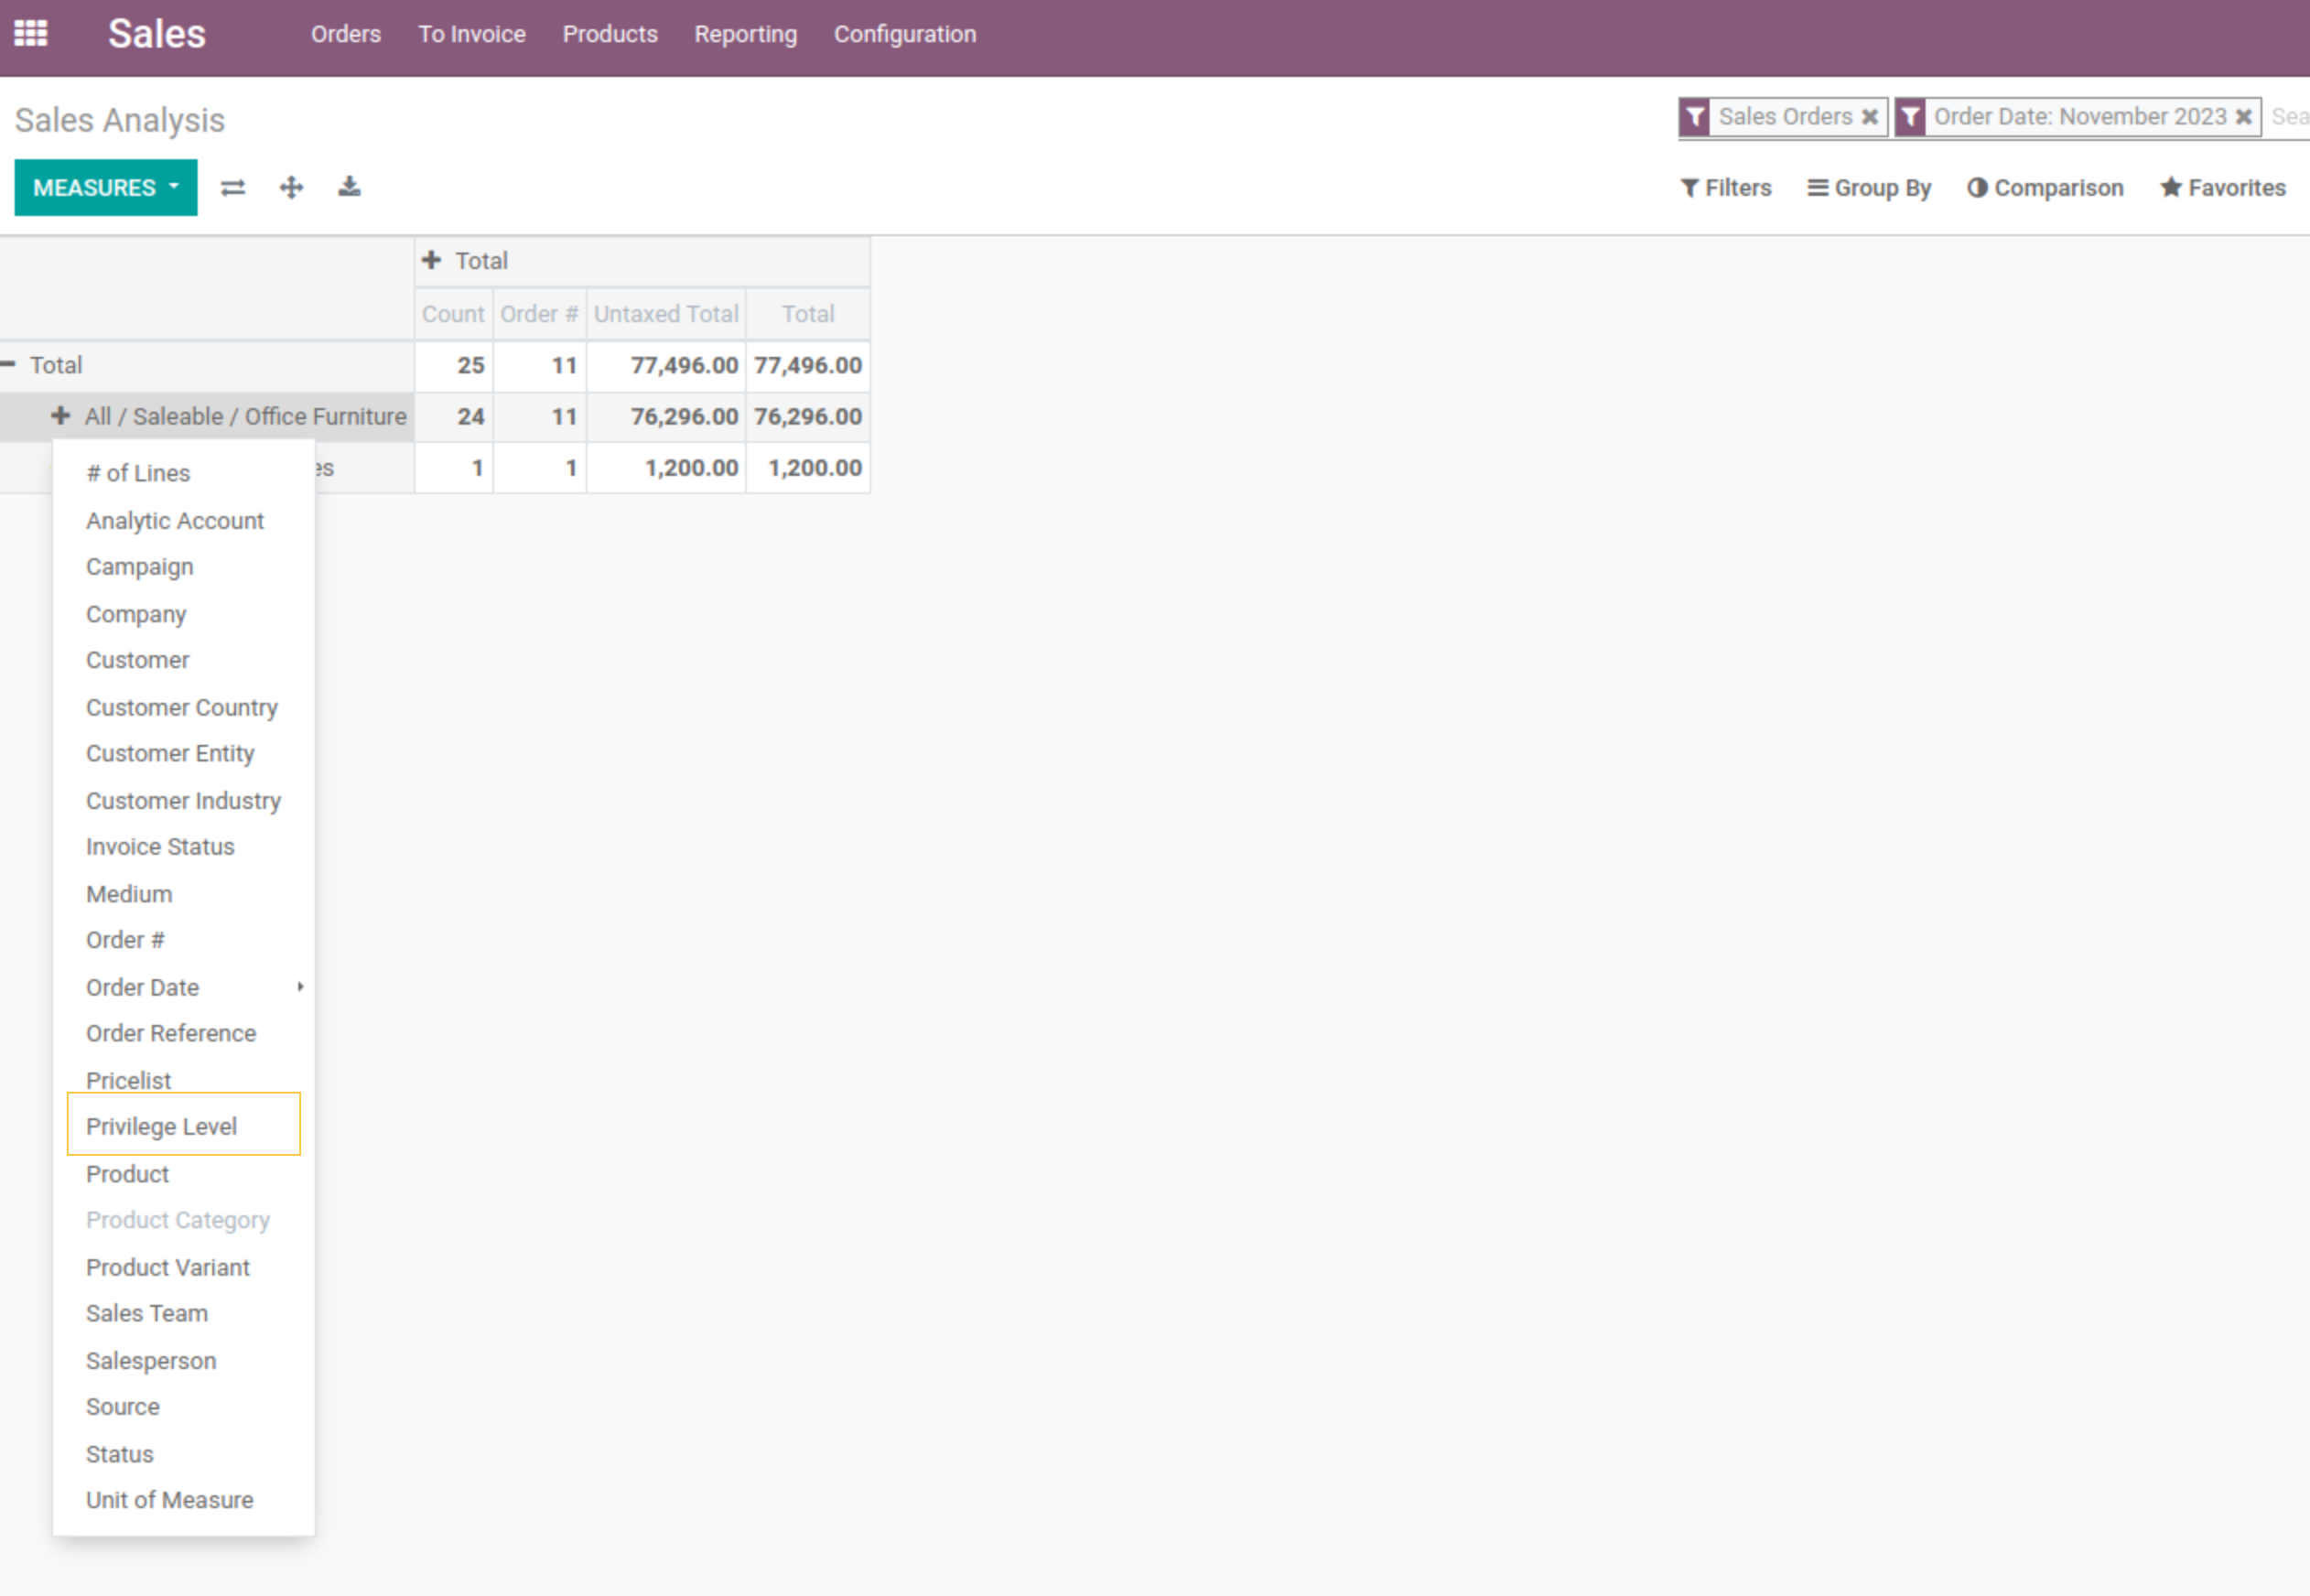 Sales Orders To Invoice Products Reporting Configuration
Sales Analysis
Sales Orders Order Date: November 2023
MEASURES Filters Group By Comparison Favorites
Total
Count Order # Untaxed Total Total
Total 25 11 77,496.00 77,496.00
All / Saleable / Office Furniture 24 11 76,296.00 76,296.00
1 1 1,200.00 1,200.00
# of Lines
Analytic Account
Campaign
Company
Customer
Customer Country
Customer Entity
Customer Industry
Invoice Status
Medium
Order #
Order Date
Order Reference
Pricelist
Privilege Level
Product
Product Category
Product Variant
Sales Team
Salesperson
Source
Status
Unit of Measure